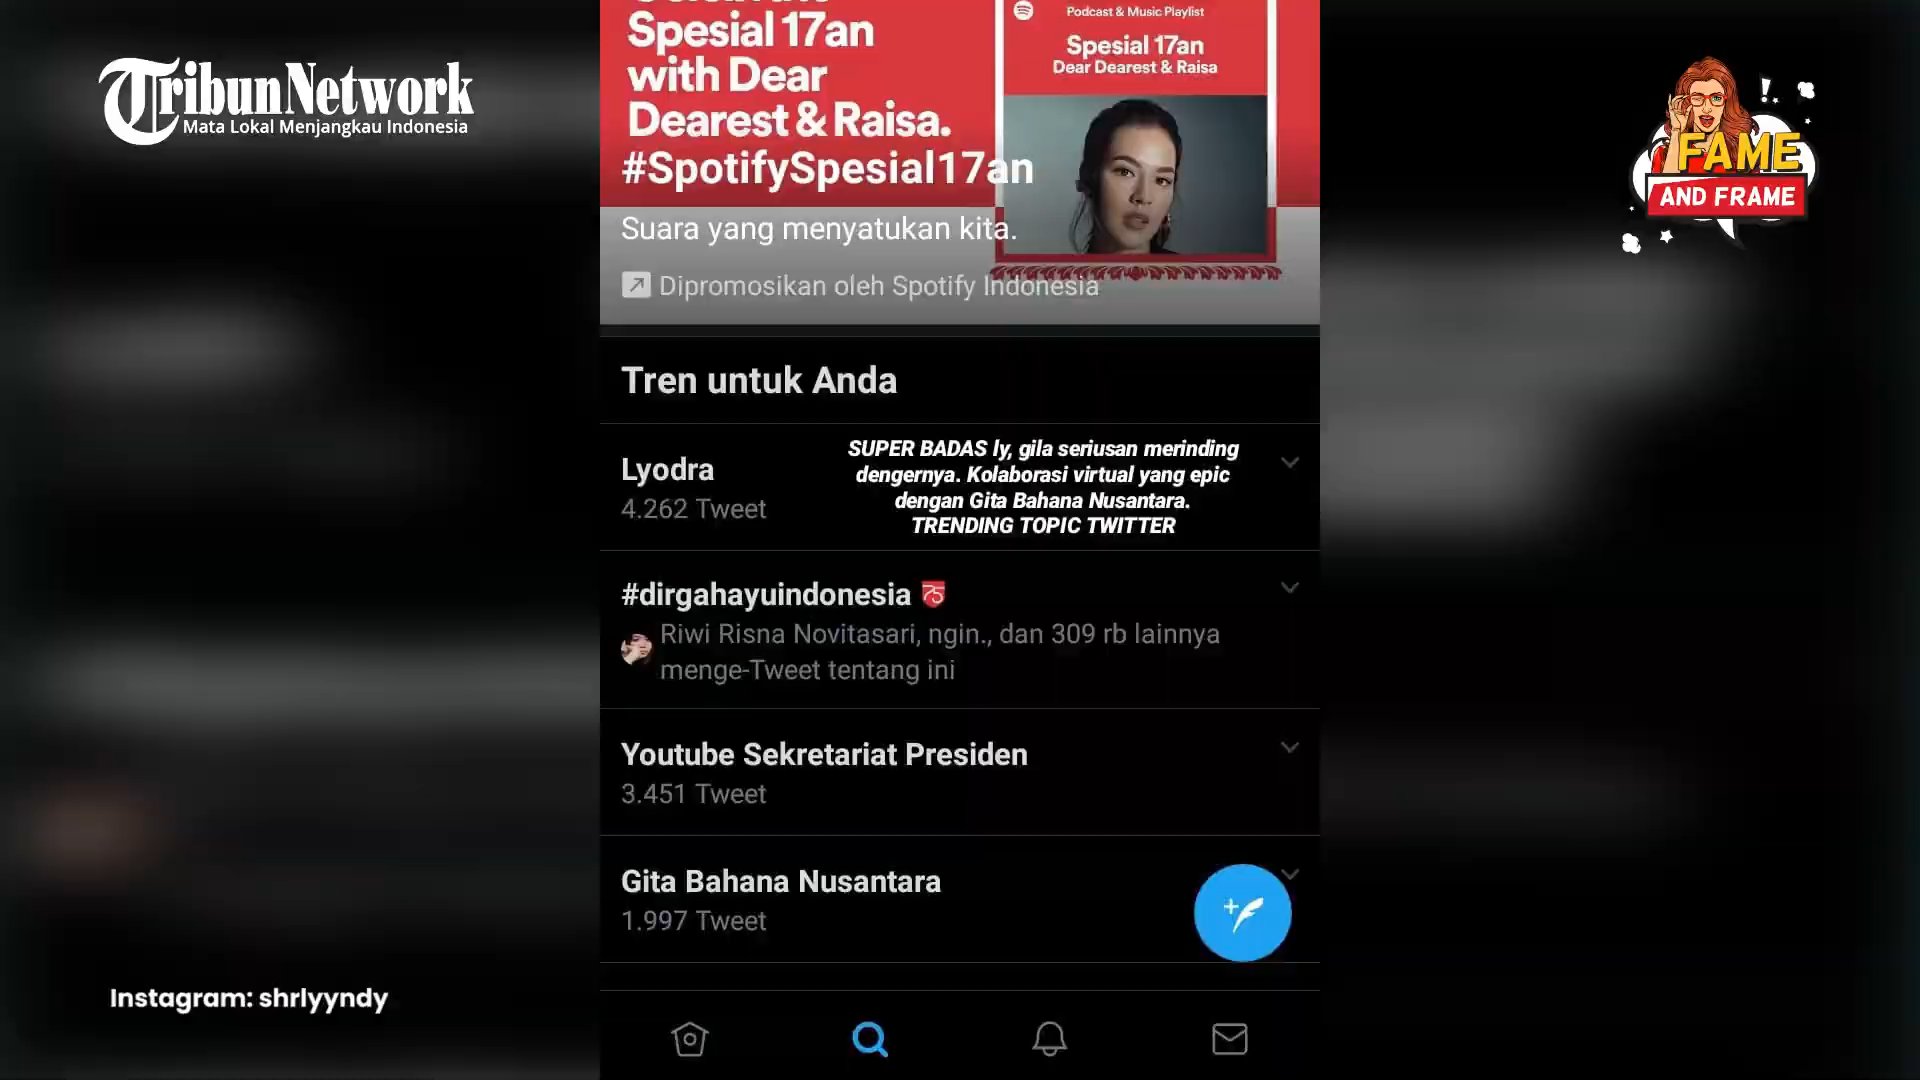 TribunNetwork
Mata Lokal Menjangkau Indonesia
Spesial 17an
with Dear
Dearest & Raisa.
#SpotifySpesial17an
Suara yang menyatukan kita.
Dipromosikan oleh Spotify Indonesia
Podcast & Music Playlist
Spesial 17an
Dear Dearest & Raisa
!
FAME
AND FRAME
Tren untuk Anda
Lyodra
4.262 Tweet
SUPER BADAS ly, gila seriusan merinding
dengernya. Kolaborasi virtual yang epic
dengan Gita Bahana Nusantara.
TRENDING TOPIC TWITTER
#dirgahayuindonesia
Riwi Risna Novitasari, ngin., dan 309 rb lainnya
menge-Tweet tentang ini
Youtube Sekretariat Presiden
3.451 Tweet
Gita Bahana Nusantara
1.997 Tweet
Instagram: shrlyyndy